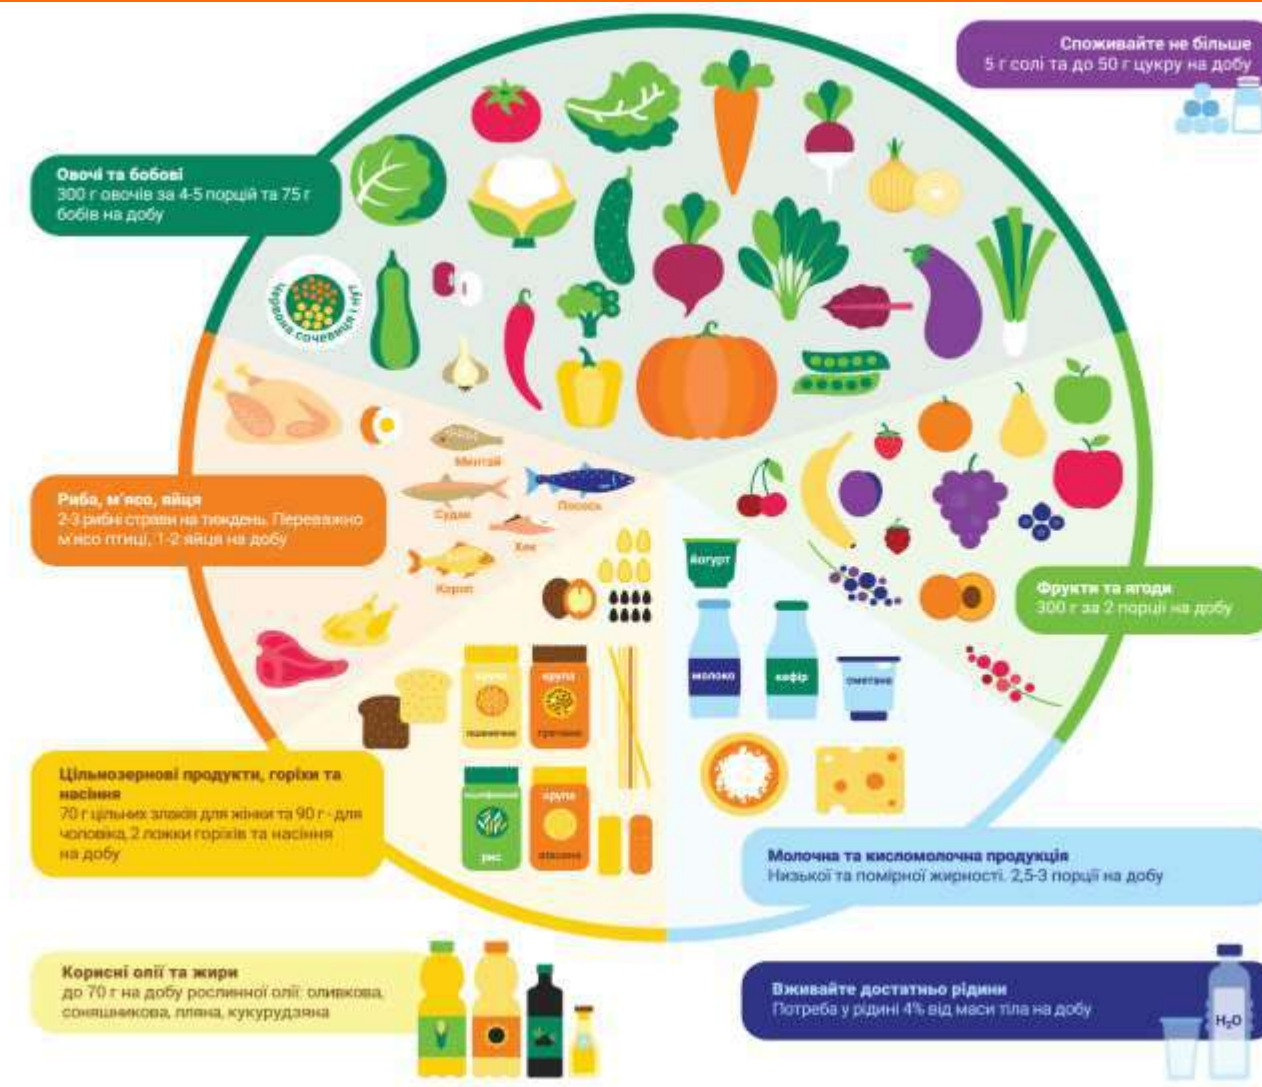 Споживайте не більше
5 г солі та до 50 г цукру на добу
Овочі та бобові
300 г овочів за 4-5 порцій та 75 г
бобів на добу
Червона сочевиця і нут
Риба, м'ясо, яйця
2-3 рибні страви на тиждень. Переважно
м'ясо птиці, 1-2 яйця на добу
Минтай
Судак
Лосось
Хек
Короп
йогурт
молоко
кефір
сметана
Фрукти та ягоди
300 г за 2 порції на добу
крупа
пшенична
крупа
гречана
рис
крупа
вівсяна
Цільнозернові продукти, горіхи та
насіння
70 г цільних злаків для жінки та 90 г - для
чоловіка, 2 ложки горіхів та насіння
на добу
Молочна та кисломолочна продукція
Низької та помірної жирності. 2,5-3 порції на добу
Корисні олії та жири
до 70 г на добу рослинної олії: оливкова,
соняшникова, лляна, кукурудзяна
Вживайте достатньо рідини
Потреба у рідині 4% від маси тіла на добу
H₂O